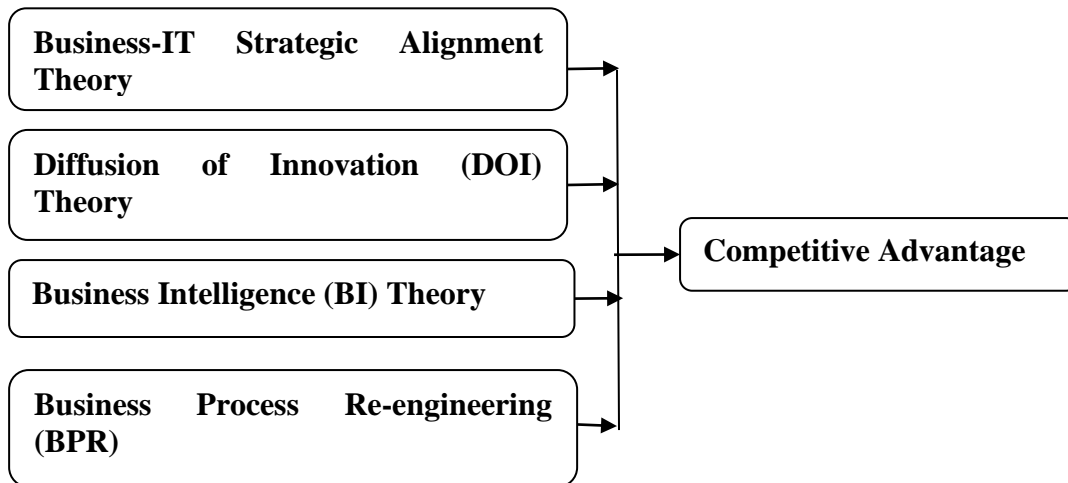 Business-IT Strategic Alignment
Theory
Diffusion of Innovation (DOI)
Theory
Business Intelligence (BI) Theory
Business Process Re-engineering
(BPR)
Competitive Advantage